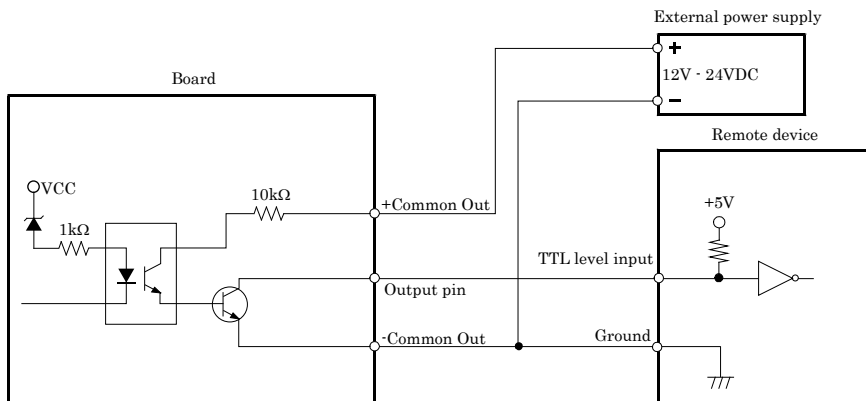 External power supply
Board
+
12V - 24VDC
−
Remote device
VCC
10kΩ
+Common Out
+5V
1kΩ
TTL level input
Output pin
-Common Out
Ground